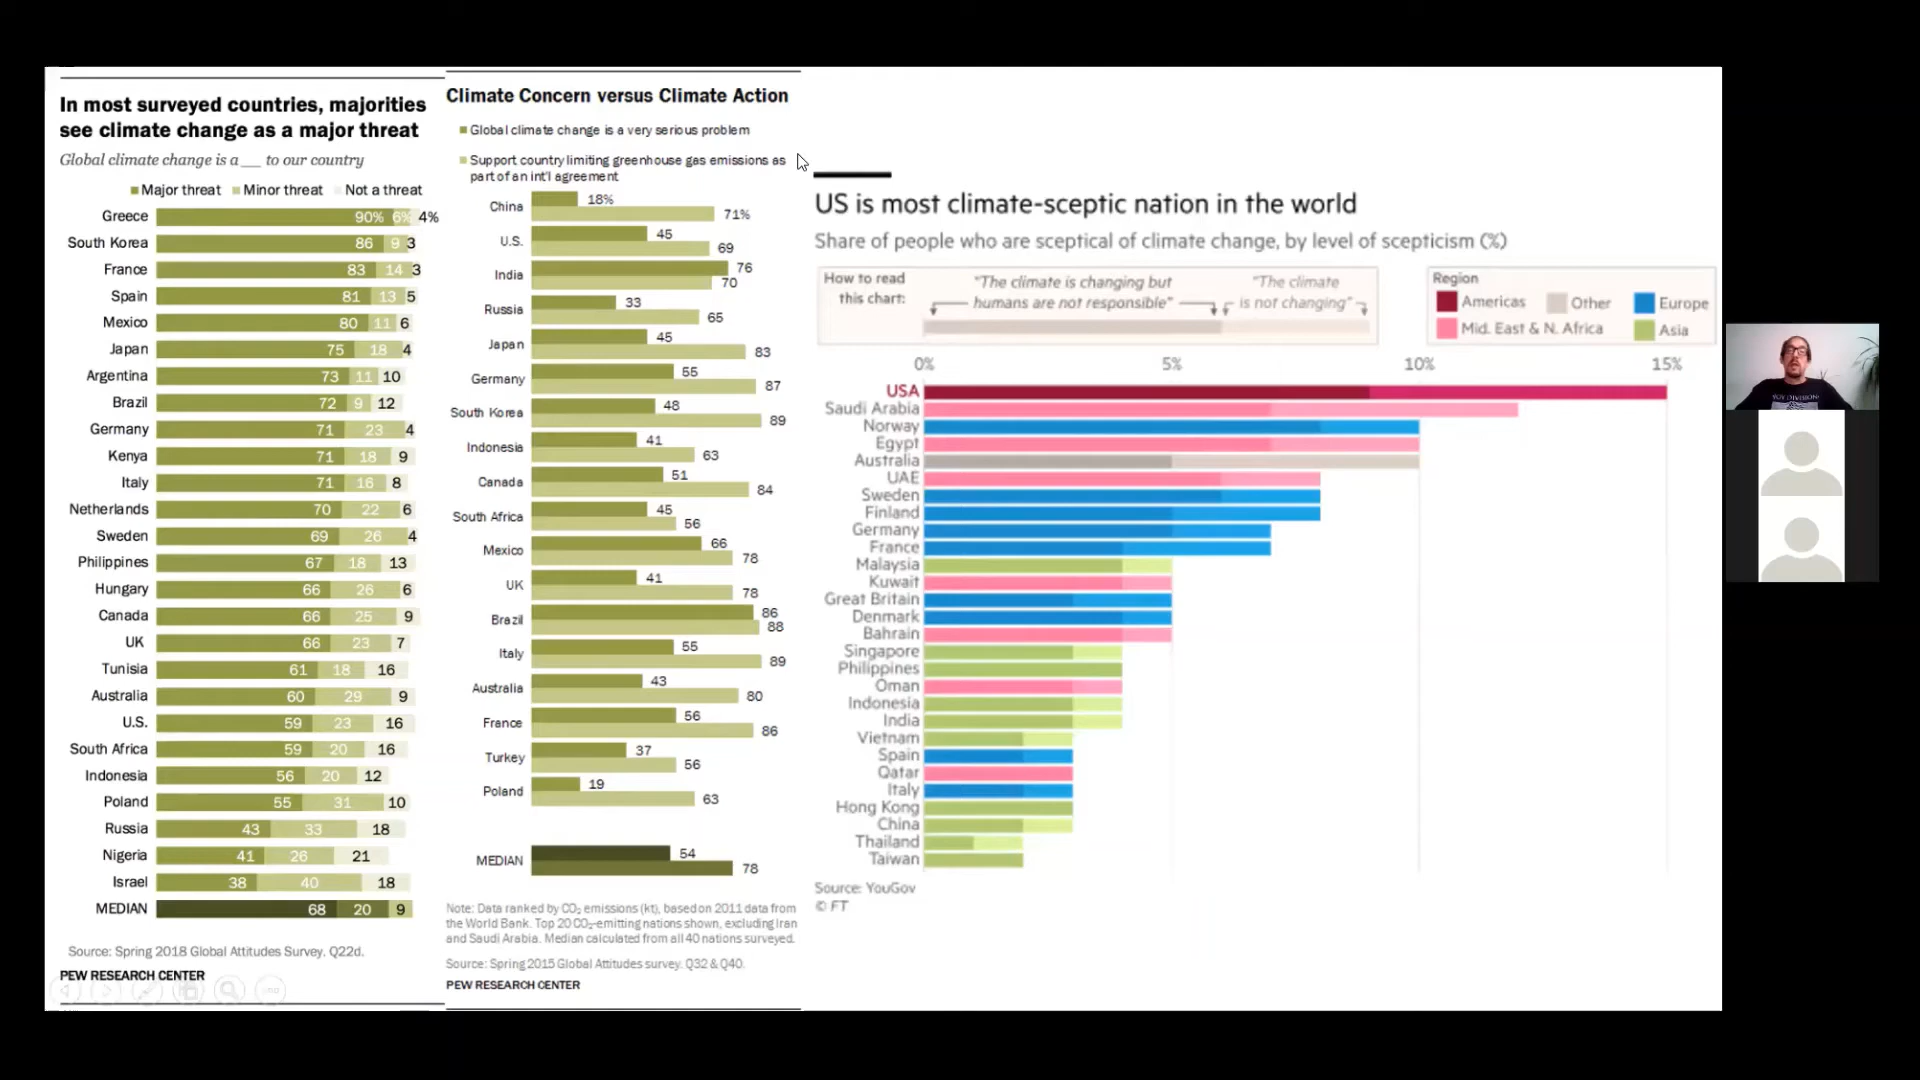 In most surveyed countries, majorities
see climate change as a major threat
Global climate change is a __ to our country
Major threat Minor threat Not a threat
Greece 90% 6% 4%
South Korea 86 9 3
France 83 14 3
Spain 81 13 5
Mexico 80 11 6
Japan 75 18 4
Argentina 73 11 10
Brazil 72 9 12
Germany 71 23 4
Kenya 71 18 9
Italy 71 16 8
Netherlands 70 22 6
Sweden 69 26 4
Philippines 67 18 13
Hungary 66 26 6
Canada 66 25 9
UK 66 23 7
Tunisia 61 18 16
Australia 60 29 9
U.S. 59 23 16
South Africa 59 20 16
Indonesia 56 20 12
Poland 55 31 10
Russia 43 33 18
Nigeria 41 26 21
Israel 38 40 18
MEDIAN 68 20 9
Source: Spring 2018 Global Attitudes Survey. Q22d.
PEW RESEARCH CENTER
Climate Concern versus Climate Action
Global climate change is a very serious problem
Support country limiting greenhouse gas emissions as
part of an int'l agreement
China 18%
71%
U.S. 45
69
India 76
70
Russia 33
65
Japan 45
83
Germany 55
87
South Korea 48
89
Indonesia 41
63
Canada 51
84
South Africa 45
56
Mexico 66
78
UK 41
78
Brazil 86
88
Italy 55
89
Australia 43
80
France 56
86
Turkey 37
56
Poland 19
63
MEDIAN 54
78
Note: Data ranked by CO₂ emissions (kt), based on 2011 data from
the World Bank. Top 20 CO₂-emitting nations shown, excluding Iran
and Saudi Arabia. Median calculated from all 40 nations surveyed.
Source: Spring 2015 Global Attitudes survey. Q32 & Q40.
PEW RESEARCH CENTER
US is most climate-sceptic nation in the world
Share of people who are sceptical of climate change, by level of scepticism (%)
How to read
this chart:
"The climate is changing but
humans are not responsible"
"The climate
is not changing"
Region
Americas Other Europe
Mid. East & N. Africa Asia
0% 5% 10% 15%
USA
Saudi Arabia
Norway
Egypt
Australia
UAE
Sweden
Finland
Germany
France
Malaysia
Kuwait
Great Britain
Denmark
Bahrain
Singapore
Philippines
Oman
Indonesia
India
Vietnam
Spain
Qatar
Italy
Hong Kong
China
Thailand
Taiwan
Source: YouGov
© FT
JOY DIVISION